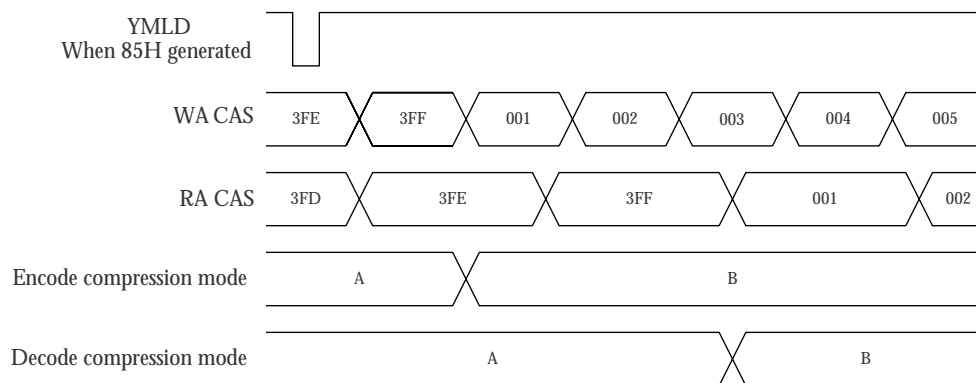 YMLD
When 85H generated
WA CAS 3FE 3FF 001 002 003 004 005
RA CAS 3FD 3FE 3FF 001 002
Encode compression mode A B
Decode compression mode A B